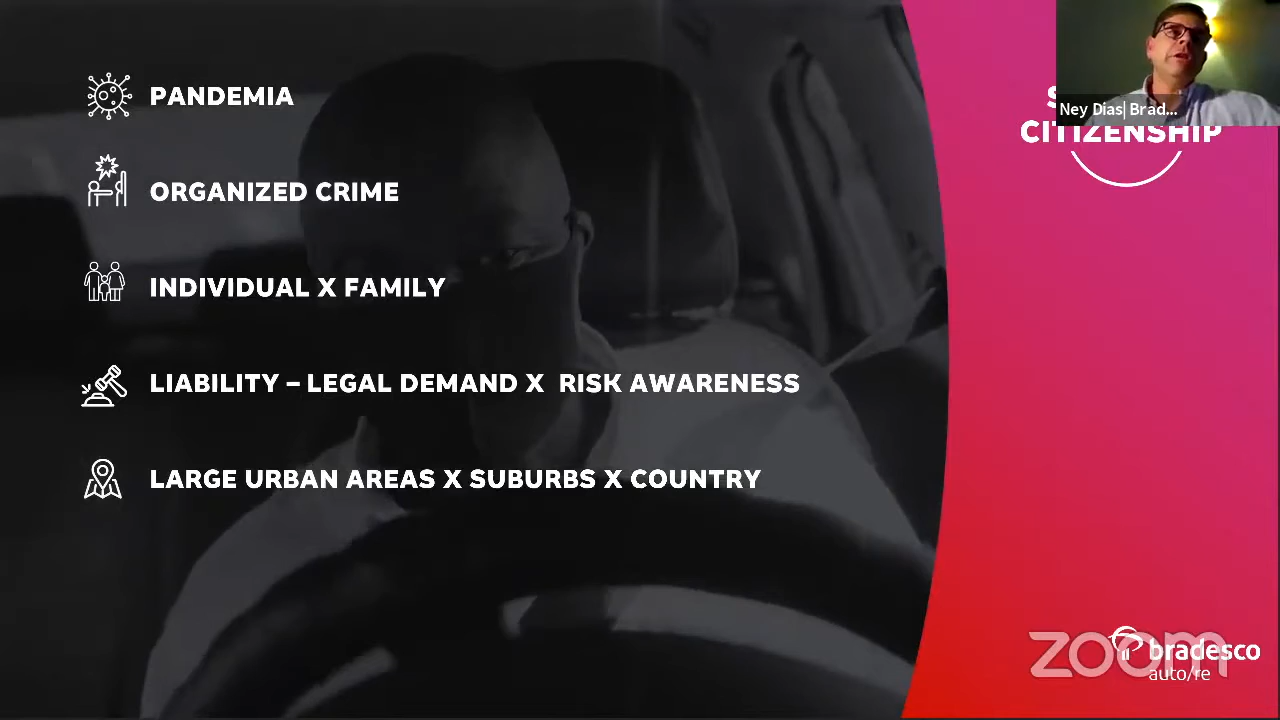 PANDEMIA
ORGANIZED CRIME
INDIVIDUAL X FAMILY
LIABILITY – LEGAL DEMAND X RISK AWARENESS
LARGE URBAN AREAS X SUBURBS X COUNTRY
Ney Dias| Brad...
CITIZENSHIP
zoom
bradesco
auto/re